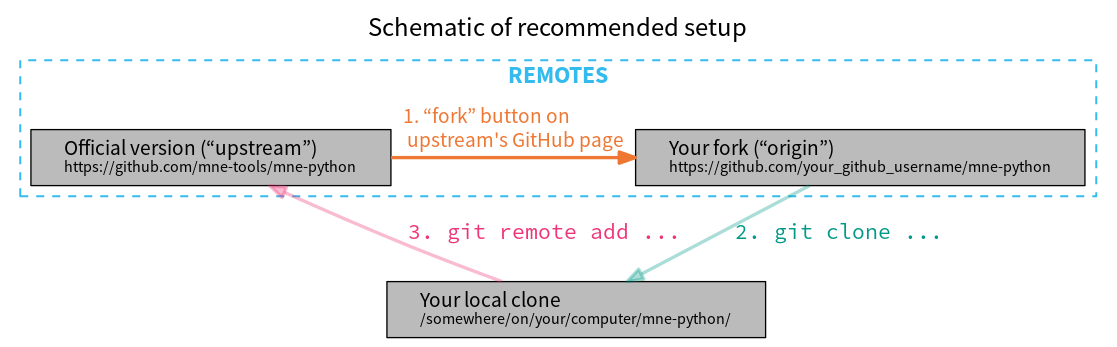 Schematic of recommended setup
REMOTES
1. “fork” button on
upstream's GitHub page
Official version (“upstream”)
https://github.com/mne-tools/mne-python
Your fork (“origin”)
https://github.com/your_github_username/mne-python
3. git remote add ...
2. git clone ...
Your local clone
/somewhere/on/your/computer/mne-python/